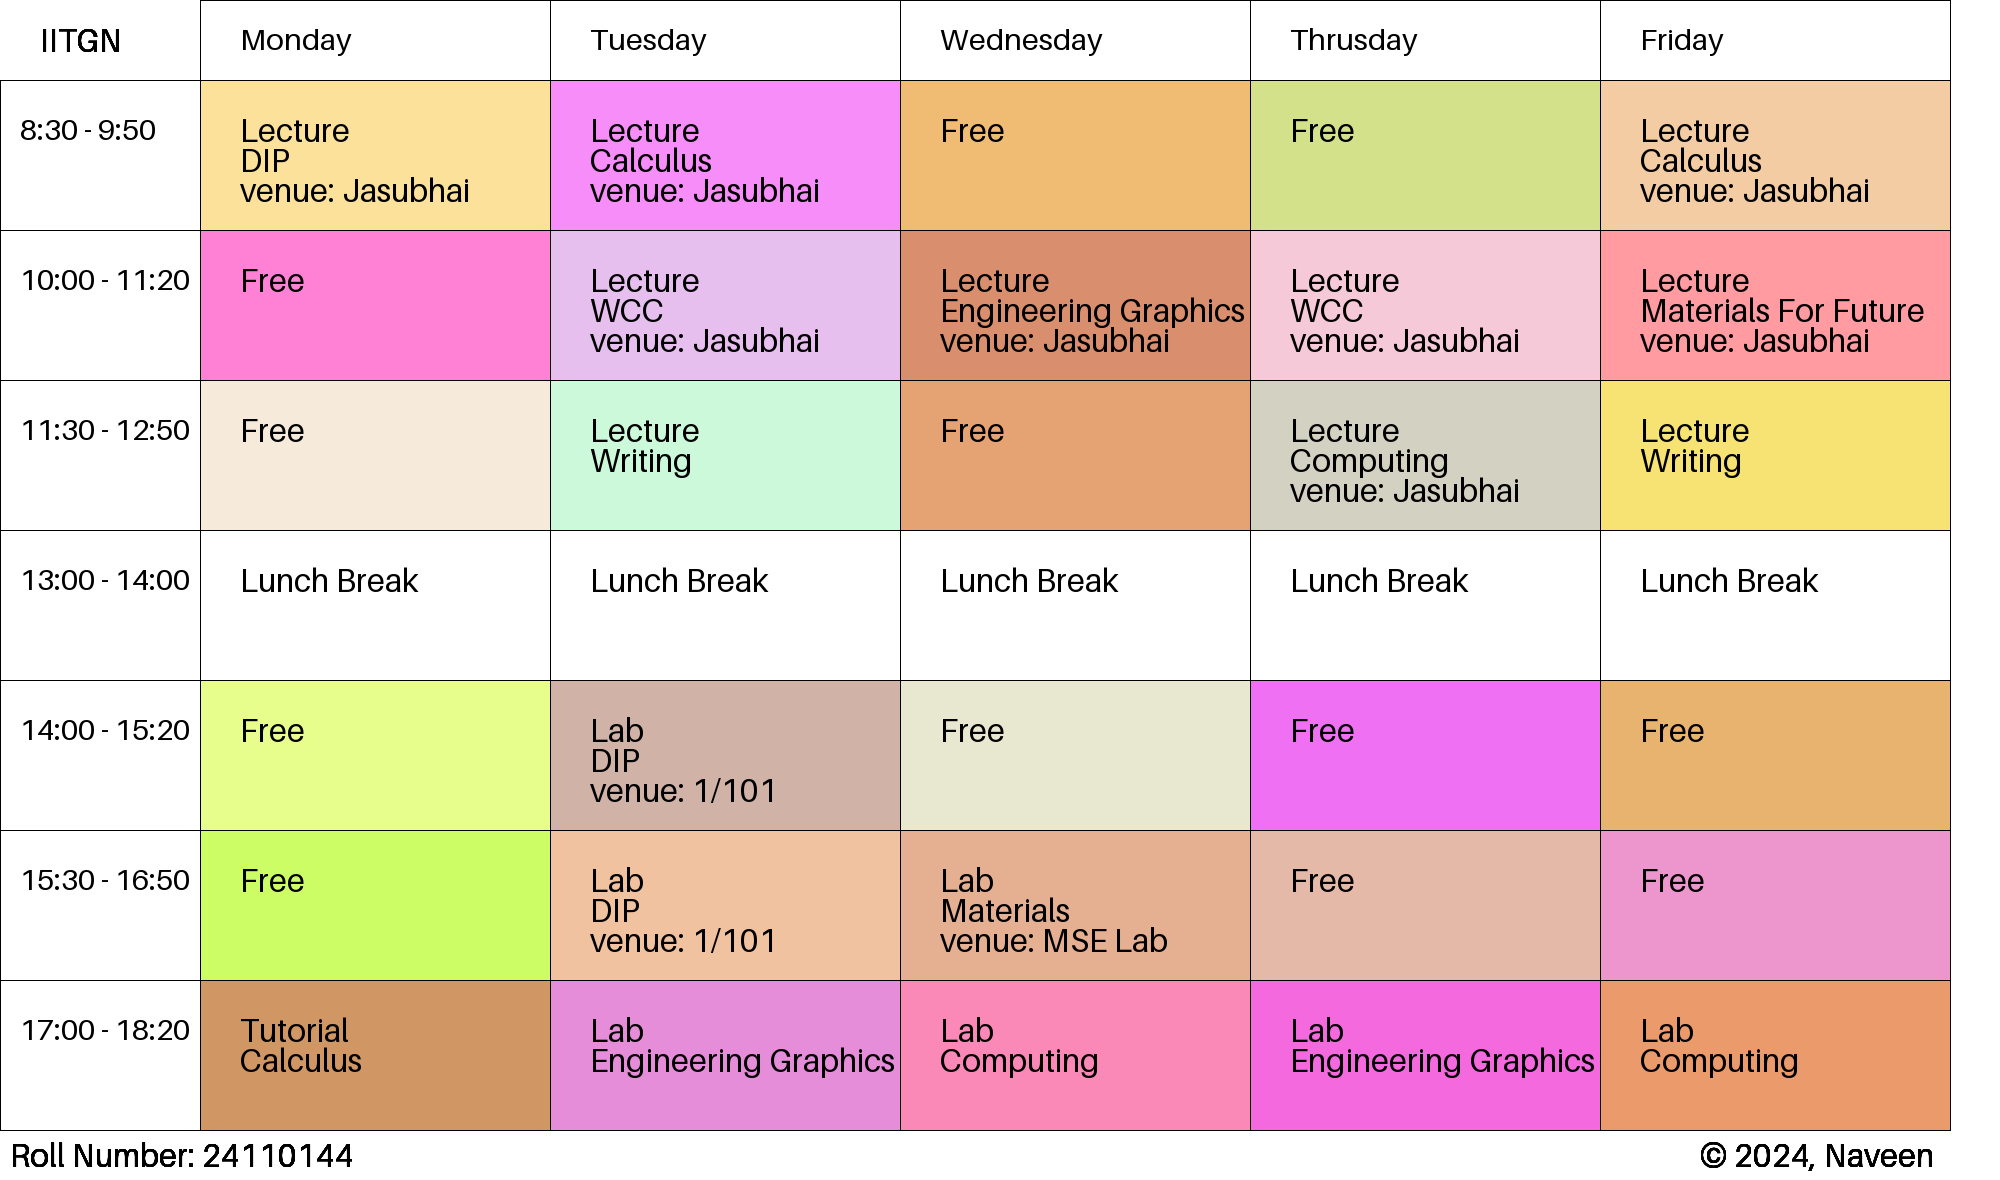 IITGN
Monday
Tuesday
Wednesday
Thrusday
Friday
8:30 - 9:50
Lecture
DIP
venue: Jasubhai
Lecture
Calculus
venue: Jasubhai
Free
Free
Lecture
Calculus
venue: Jasubhai
10:00 - 11:20
Free
Lecture
WCC
venue: Jasubhai
Lecture
Engineering Graphics
venue: Jasubhai
Lecture
WCC
venue: Jasubhai
Lecture
Materials For Future
venue: Jasubhai
11:30 - 12:50
Free
Lecture
Writing
Free
Lecture
Computing
venue: Jasubhai
Lecture
Writing
13:00 - 14:00
Lunch Break
Lunch Break
Lunch Break
Lunch Break
Lunch Break
14:00 - 15:20
Free
Lab
DIP
venue: 1/101
Free
Free
Free
15:30 - 16:50
Free
Lab
DIP
venue: 1/101
Lab
Materials
venue: MSE Lab
Free
Free
17:00 - 18:20
Tutorial
Calculus
Lab
Engineering Graphics
Lab
Computing
Lab
Engineering Graphics
Lab
Computing
Roll Number: 24110144
© 2024, Naveen